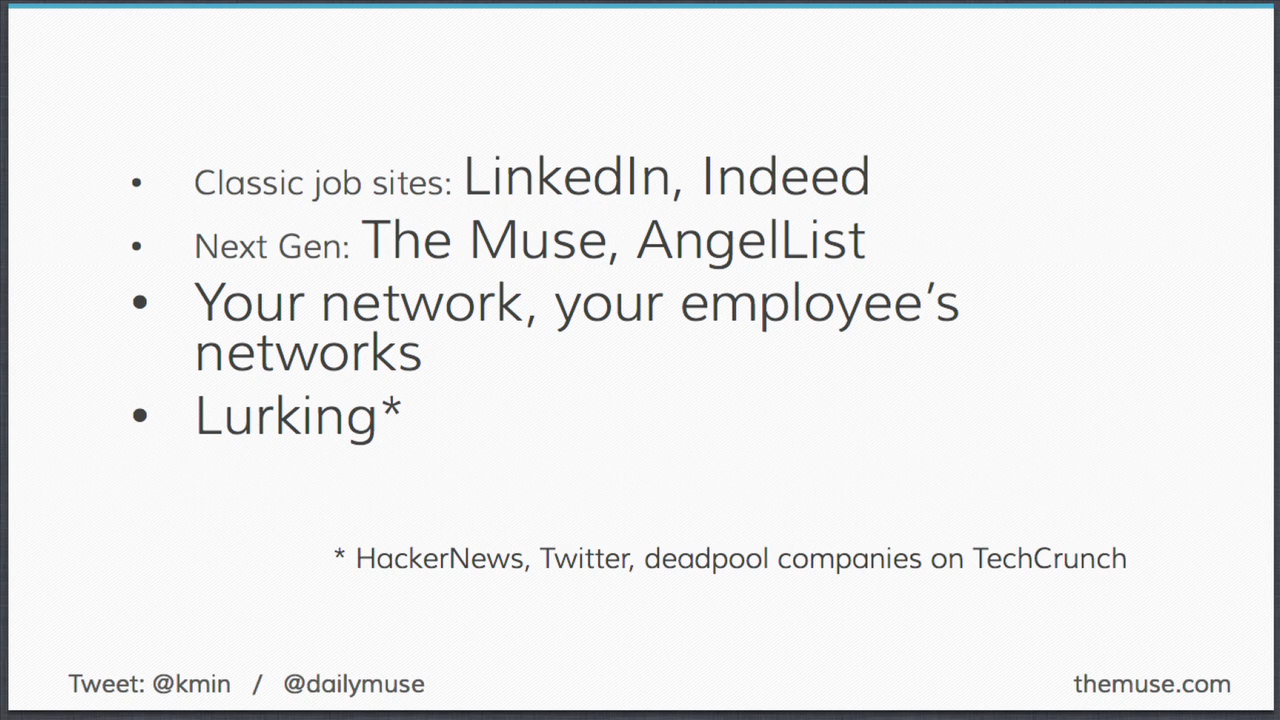 • Classic job sites: LinkedIn, Indeed
• Next Gen: The Muse, AngelList
• Your network, your employee’s
networks
• Lurking*
* HackerNews, Twitter, deadpool companies on TechCrunch
Tweet: @kmin / @dailymuse
themuse.com